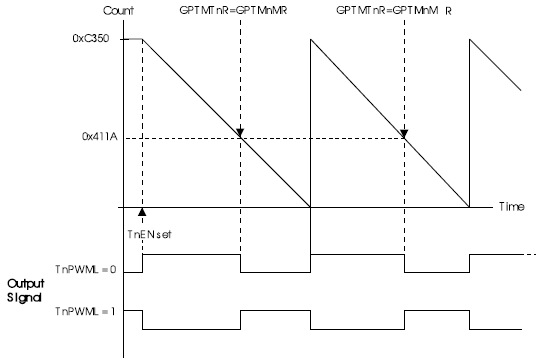 Count
GPTMTnR=GPTMnMR
GPTMTnR=GPTMnM R
0xC350
0x411A
Time
TnEN set
TnPWML = 0
Output
Signal
TnPWML = 1